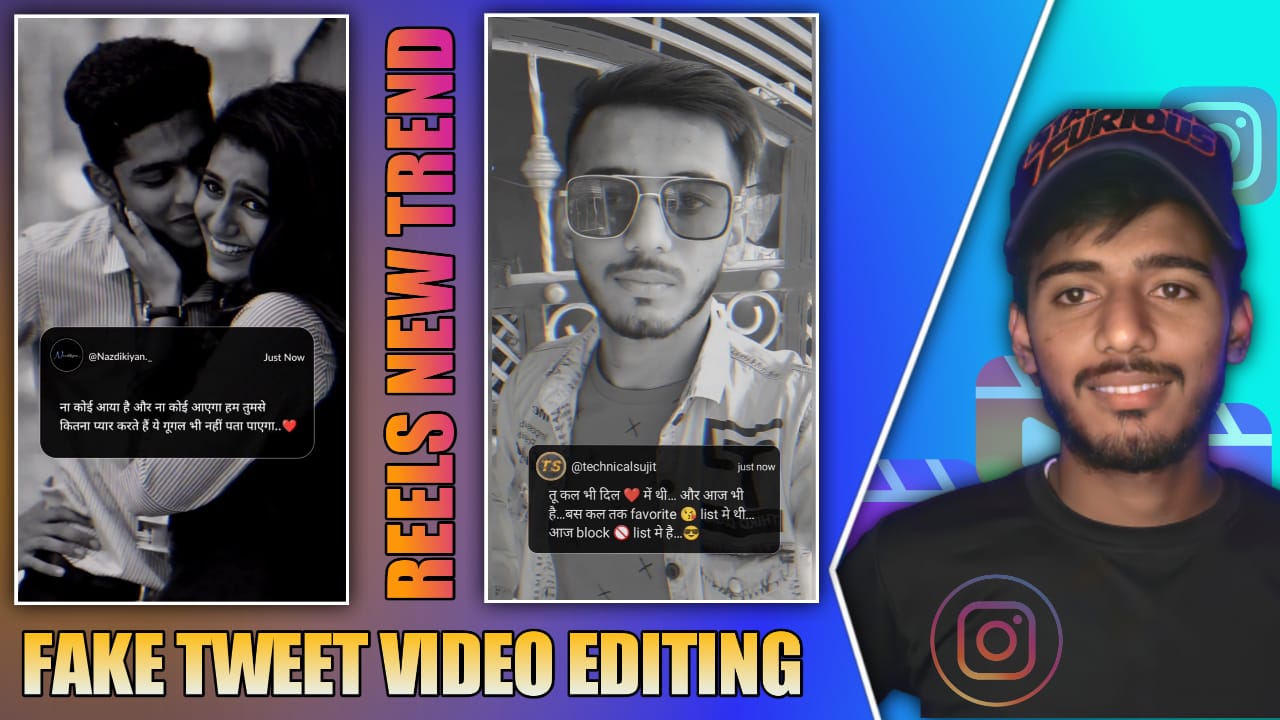 @Nazdikiyan._
Just Now
ना कोई आया है और ना कोई आएगा हम तुमसे
कितना प्यार करते हैं ये गूगल भी नहीं पता पाएगा..❤️
REELS NEW TREND
TS
@technicalsujit
just now
तू कल भी दिल ❤️ में थी... और आज भी
है...बस कल तक favorite 😘 list मे थी...
आज block 🚫 list मे है...😎
FURIOUS
FAKE TWEET VIDEO EDITING